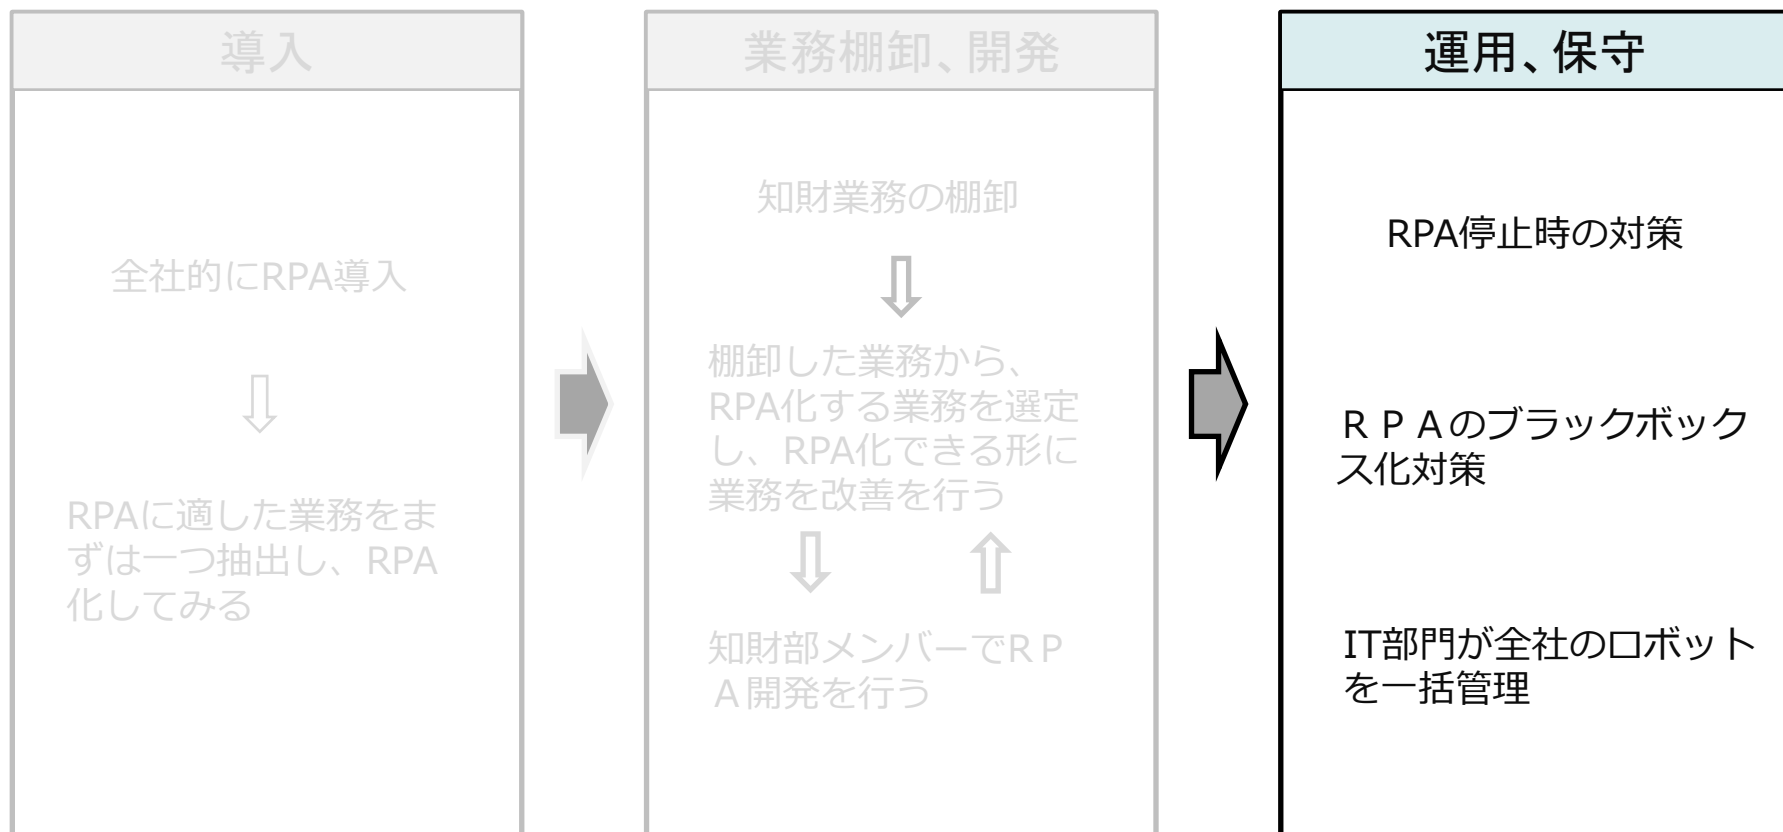 導入
全社的にRPA導入
RPAに適した業務をま
ずは一つ抽出し、RPA
化してみる
業務棚卸、開発
知財業務の棚卸
棚卸した業務から、
RPA化する業務を選定
し、RPA化できる形に
業務を改善を行う
知財部メンバーでＲＰ
Ａ開発を行う
運用、保守
RPA停止時の対策
ＲＰＡのブラックボック
ス化対策
IT部門が全社のロボット
を一括管理